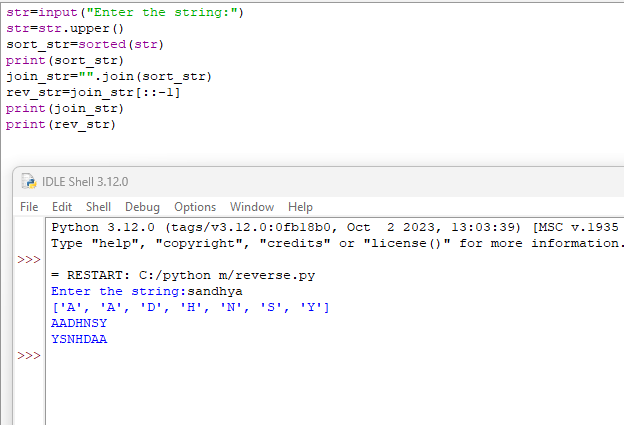 str=input("Enter the string:")
str=str.upper()
sort_str=sorted(str)
print(sort_str)
join_str="".join(sort_str)
rev_str=join_str[::-1]
print(join_str)
print(rev_str)
IDLE Shell 3.12.0
File Edit Shell Debug Options Window Help
Python 3.12.0 (tags/v3.12.0:0fb18b0, Oct  2 2023, 13:03:39) [MSC v.1935
Type "help", "copyright", "credits" or "license()" for more information.
>>>
= RESTART: C:/python m/reverse.py
Enter the string:sandhya
['A', 'A', 'D', 'H', 'N', 'S', 'Y']
AADHNSY
YSNHDAA
>>>